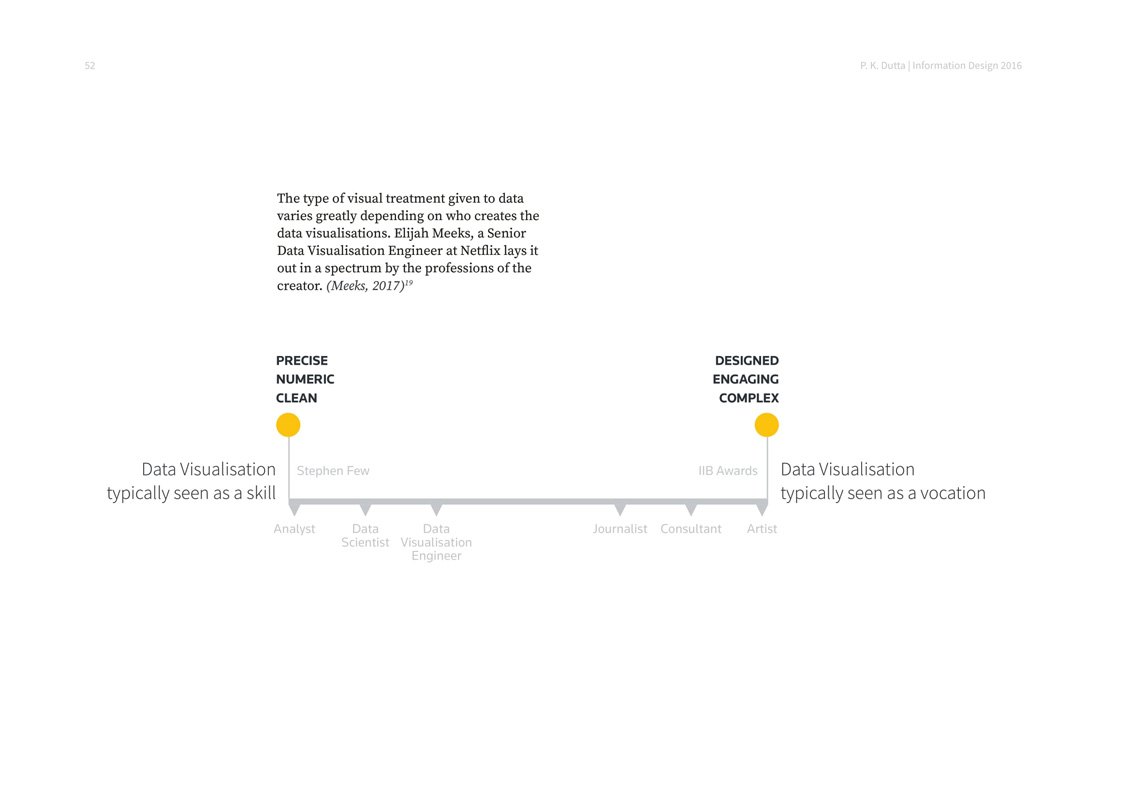 52
P. K. Dutta | Information Design 2016
The type of visual treatment given to data
varies greatly depending on who creates the
data visualisations. Elijah Meeks, a Senior
Data Visualisation Engineer at Netflix lays it
out in a spectrum by the professions of the
creator. (Meeks, 2017)19
PRECISE
NUMERIC
CLEAN
DESIGNED
ENGAGING
COMPLEX
Data Visualisation
typically seen as a skill
Stephen Few
IIB Awards
Data Visualisation
typically seen as a vocation
Analyst
Data
Scientist
Data
Visualisation
Engineer
Journalist
Consultant
Artist